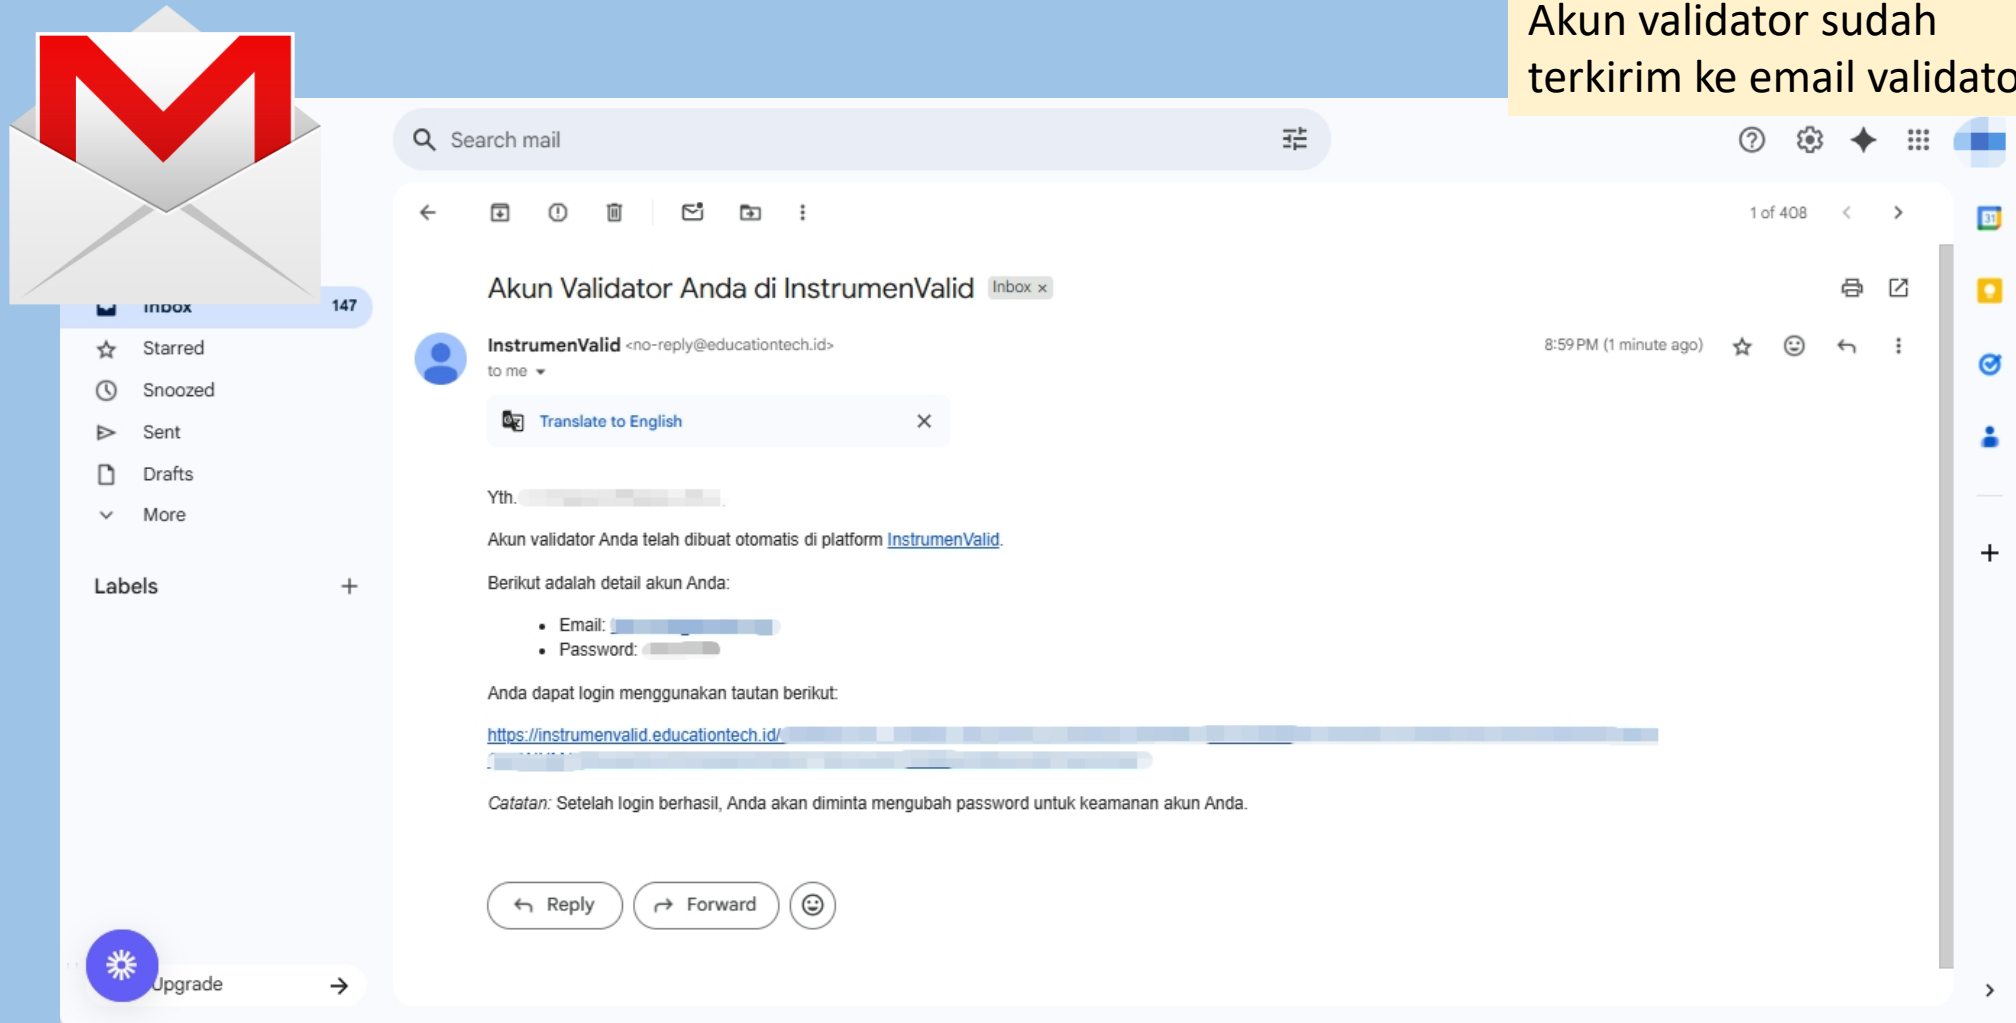 Akun validator sudah
terkirim ke email
Search mail
1 of 408
31
Akun Validator Anda di InstrumenValid Inbox ×
Inbox 147
InstrumenValid <no-reply@educationtech.id> 8:59 PM (1 minute ago)
to me
Starred
Snoozed
Sent
Drafts
More
Labels
Translate to English
Yth.
Akun validator Anda telah dibuat otomatis di platform InstrumenValid.
Berikut adalah detail akun Anda:
• Email:
• Password:
Anda dapat login menggunakan tautan berikut:
https://instrumenvalid.educationtech.id/
Catatan: Setelah login berhasil, Anda akan diminta mengubah password untuk keamanan akun Anda.
Reply Forward
Upgrade